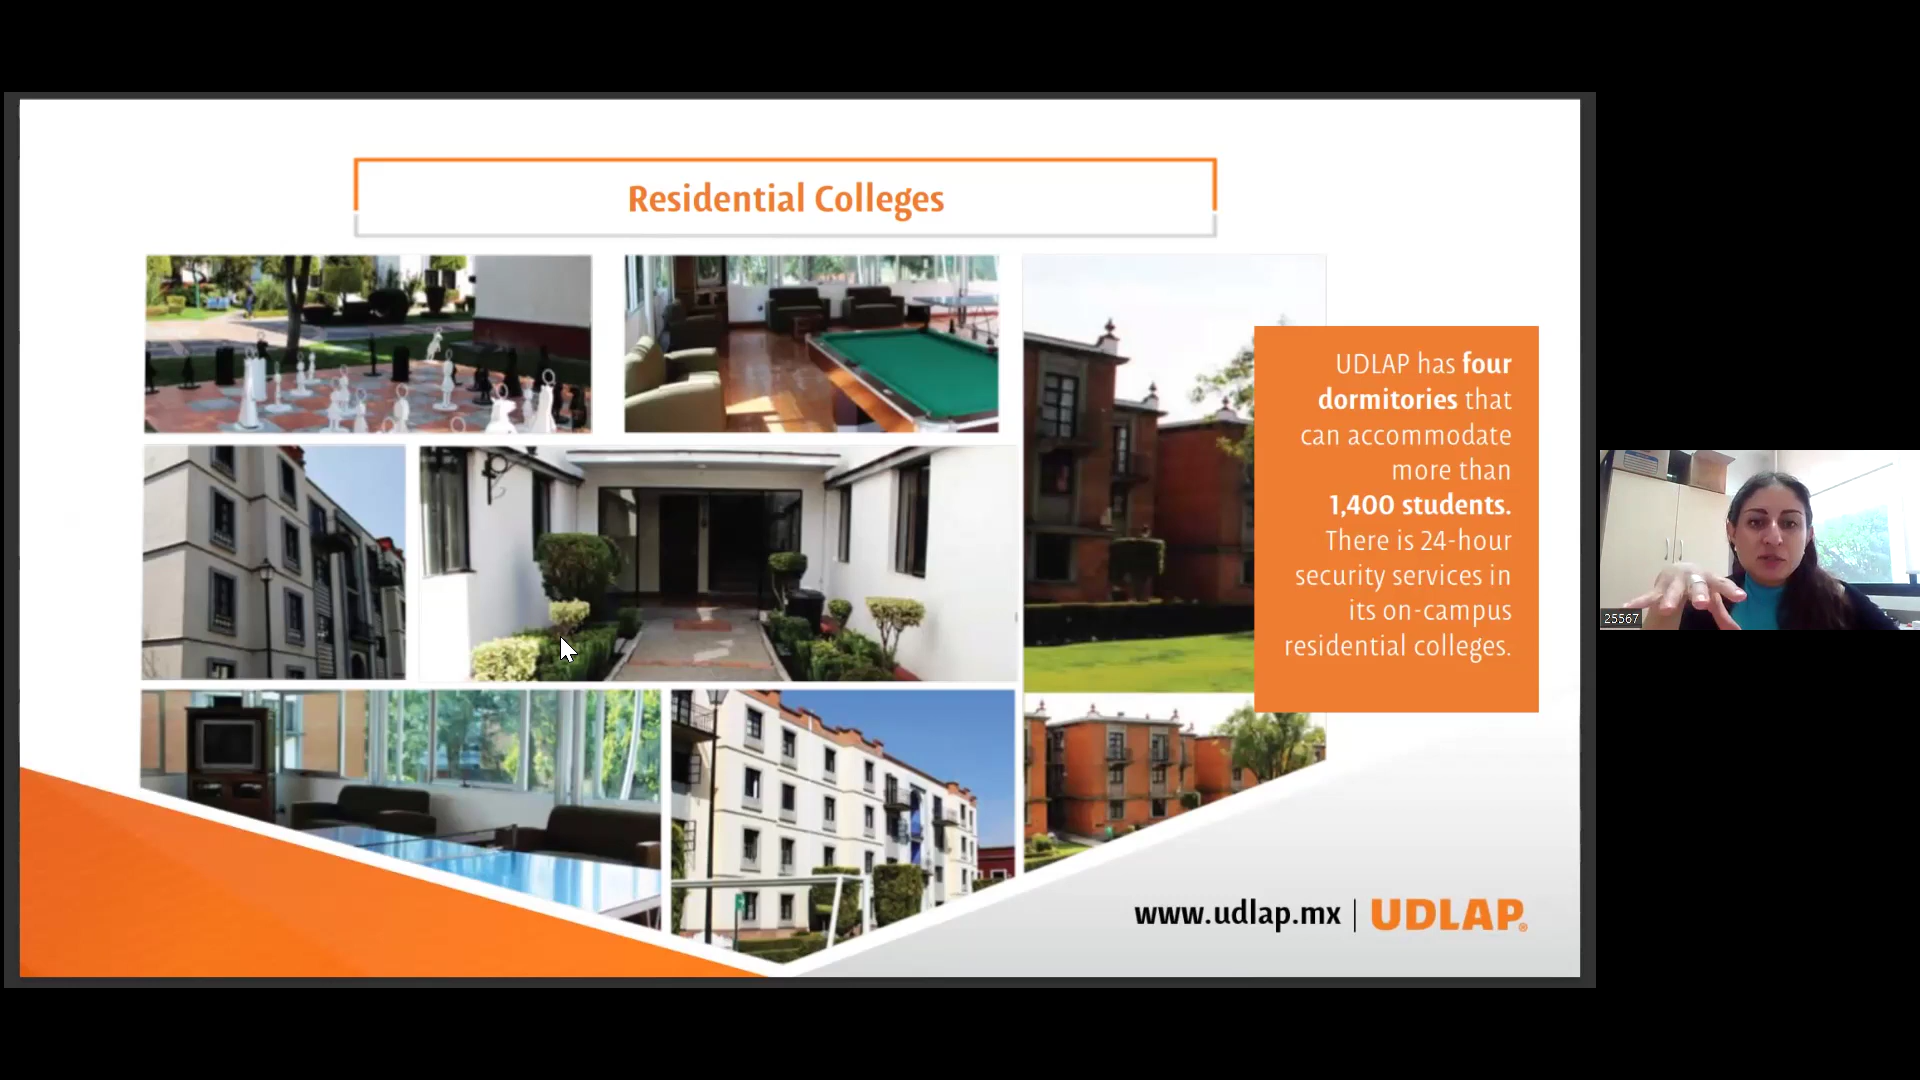 Residential Colleges
UDLAP has four
dormitories that
can accommodate
more than
1,400 students.
There is 24-hour
security services in
its on-campus
residential colleges.
www.udlap.mx | UDLAP®
25567